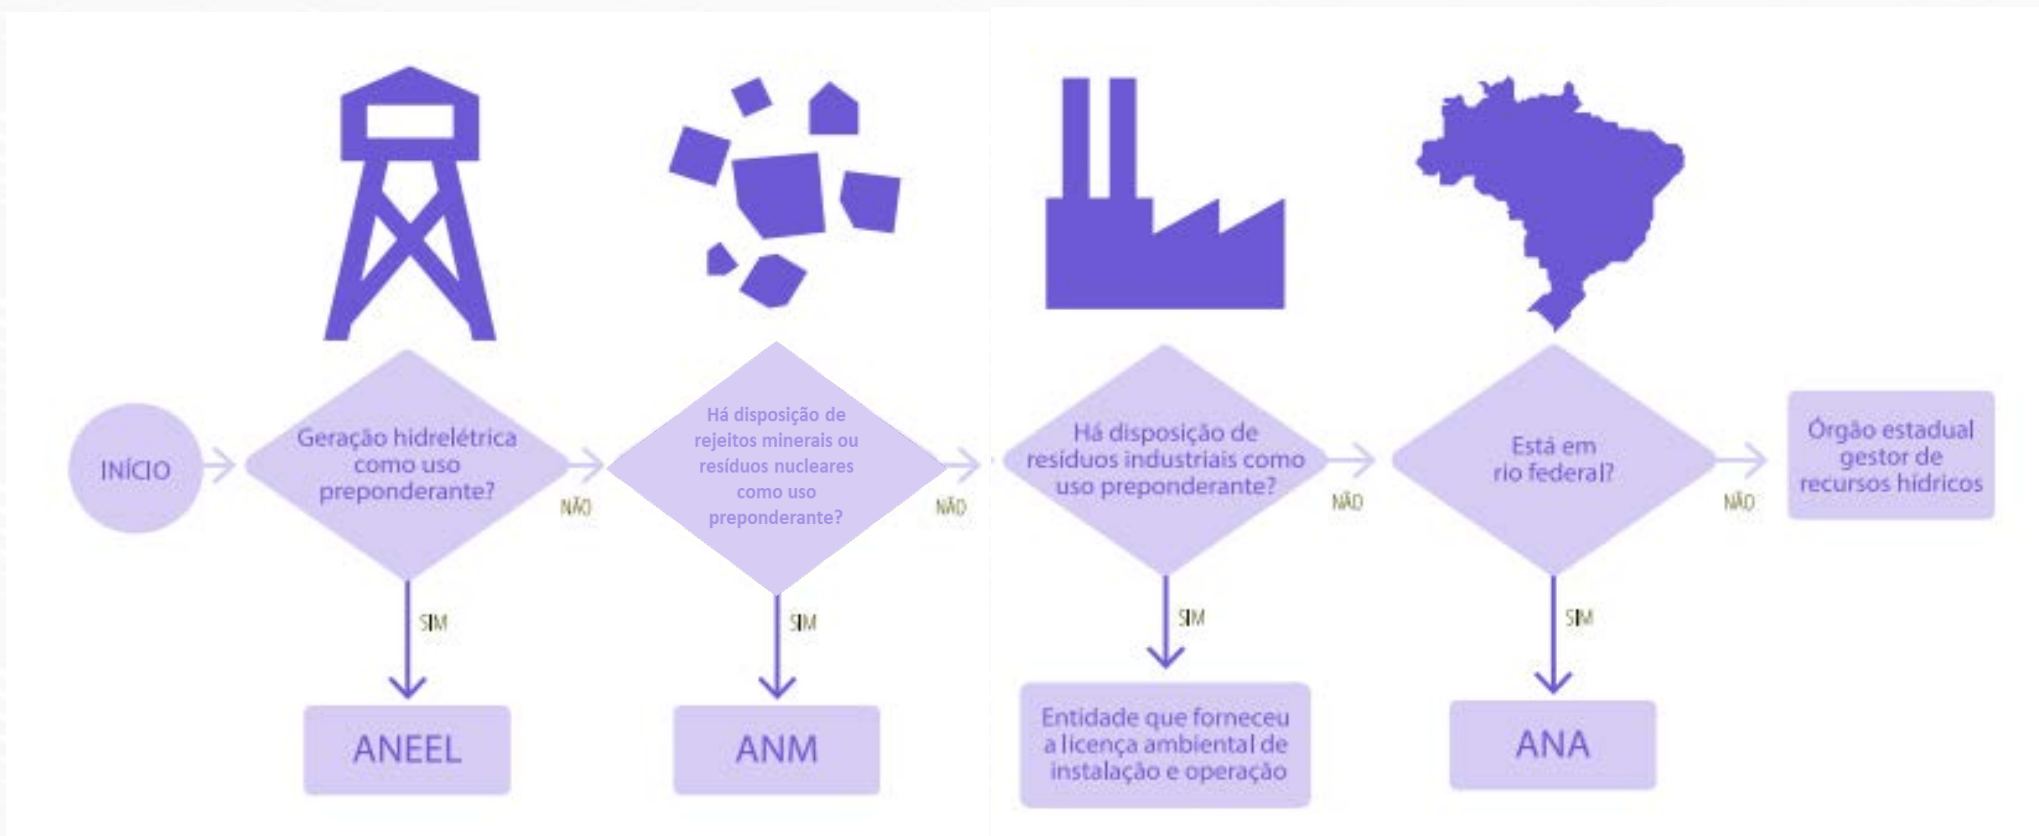 INÍCIO
Geração hidrelétrica
como uso
preponderante?
NÃO
SIM
ANEEL
Há disposição de
rejeitos minerais ou
resíduos nucleares
como uso
preponderante?
NÃO
SIM
ANM
Há disposição de
resíduos industriais como
uso preponderante?
NÃO
SIM
Entidade que forneceu
a licença ambiental de
instalação e operação
Está em
rio federal?
NÃO
SIM
ANA
Órgão estadual
gestor de
recursos hídricos